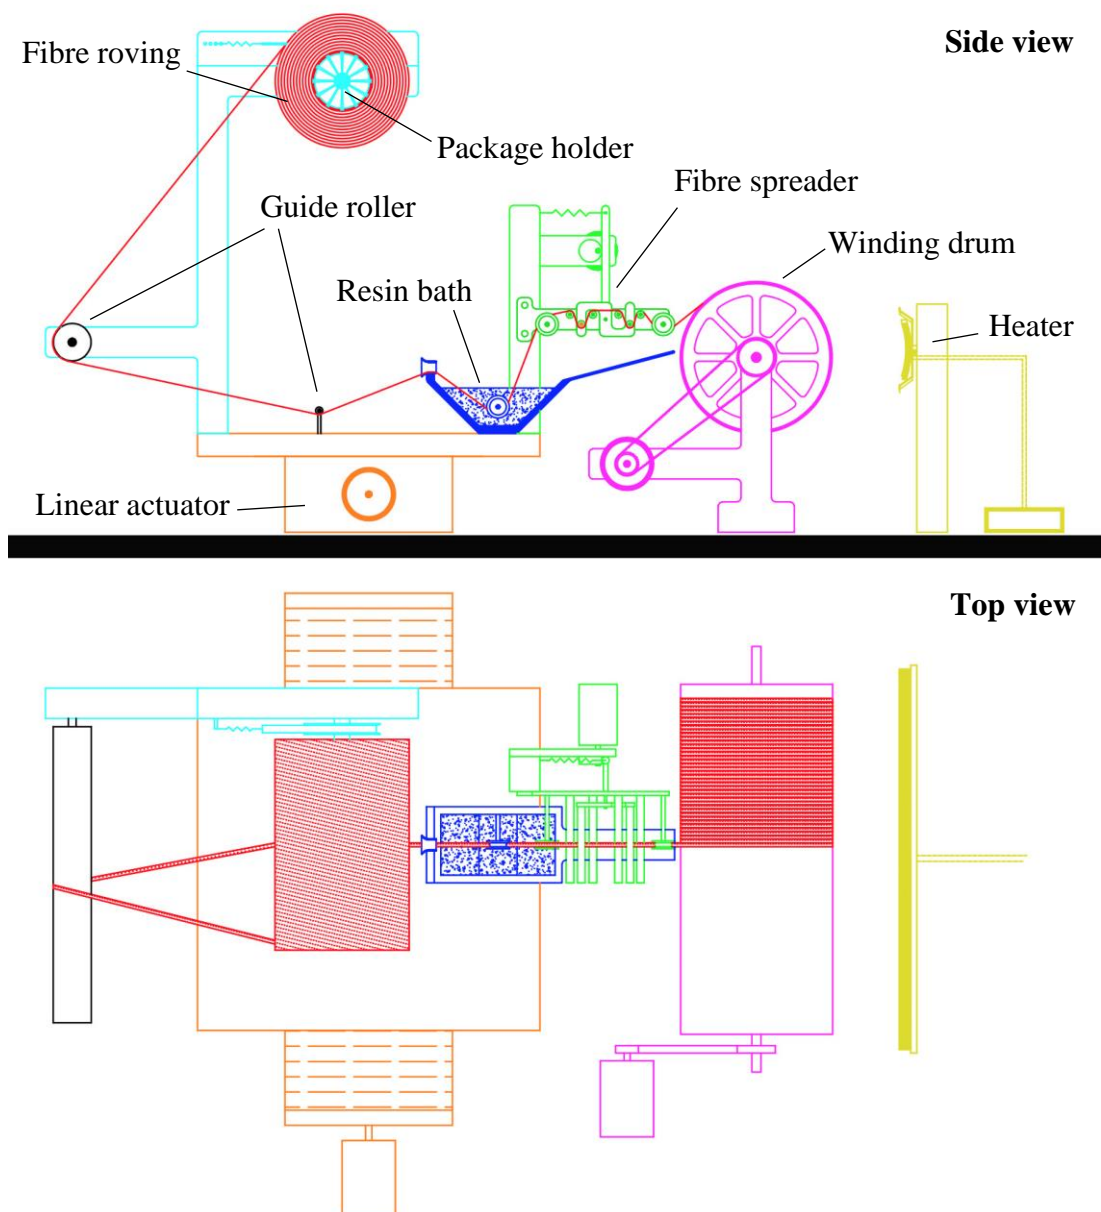 Side view
Fibre roving
Package holder
Fibre spreader
Guide roller
Winding drum
Resin bath
Heater
Linear actuator
Top view